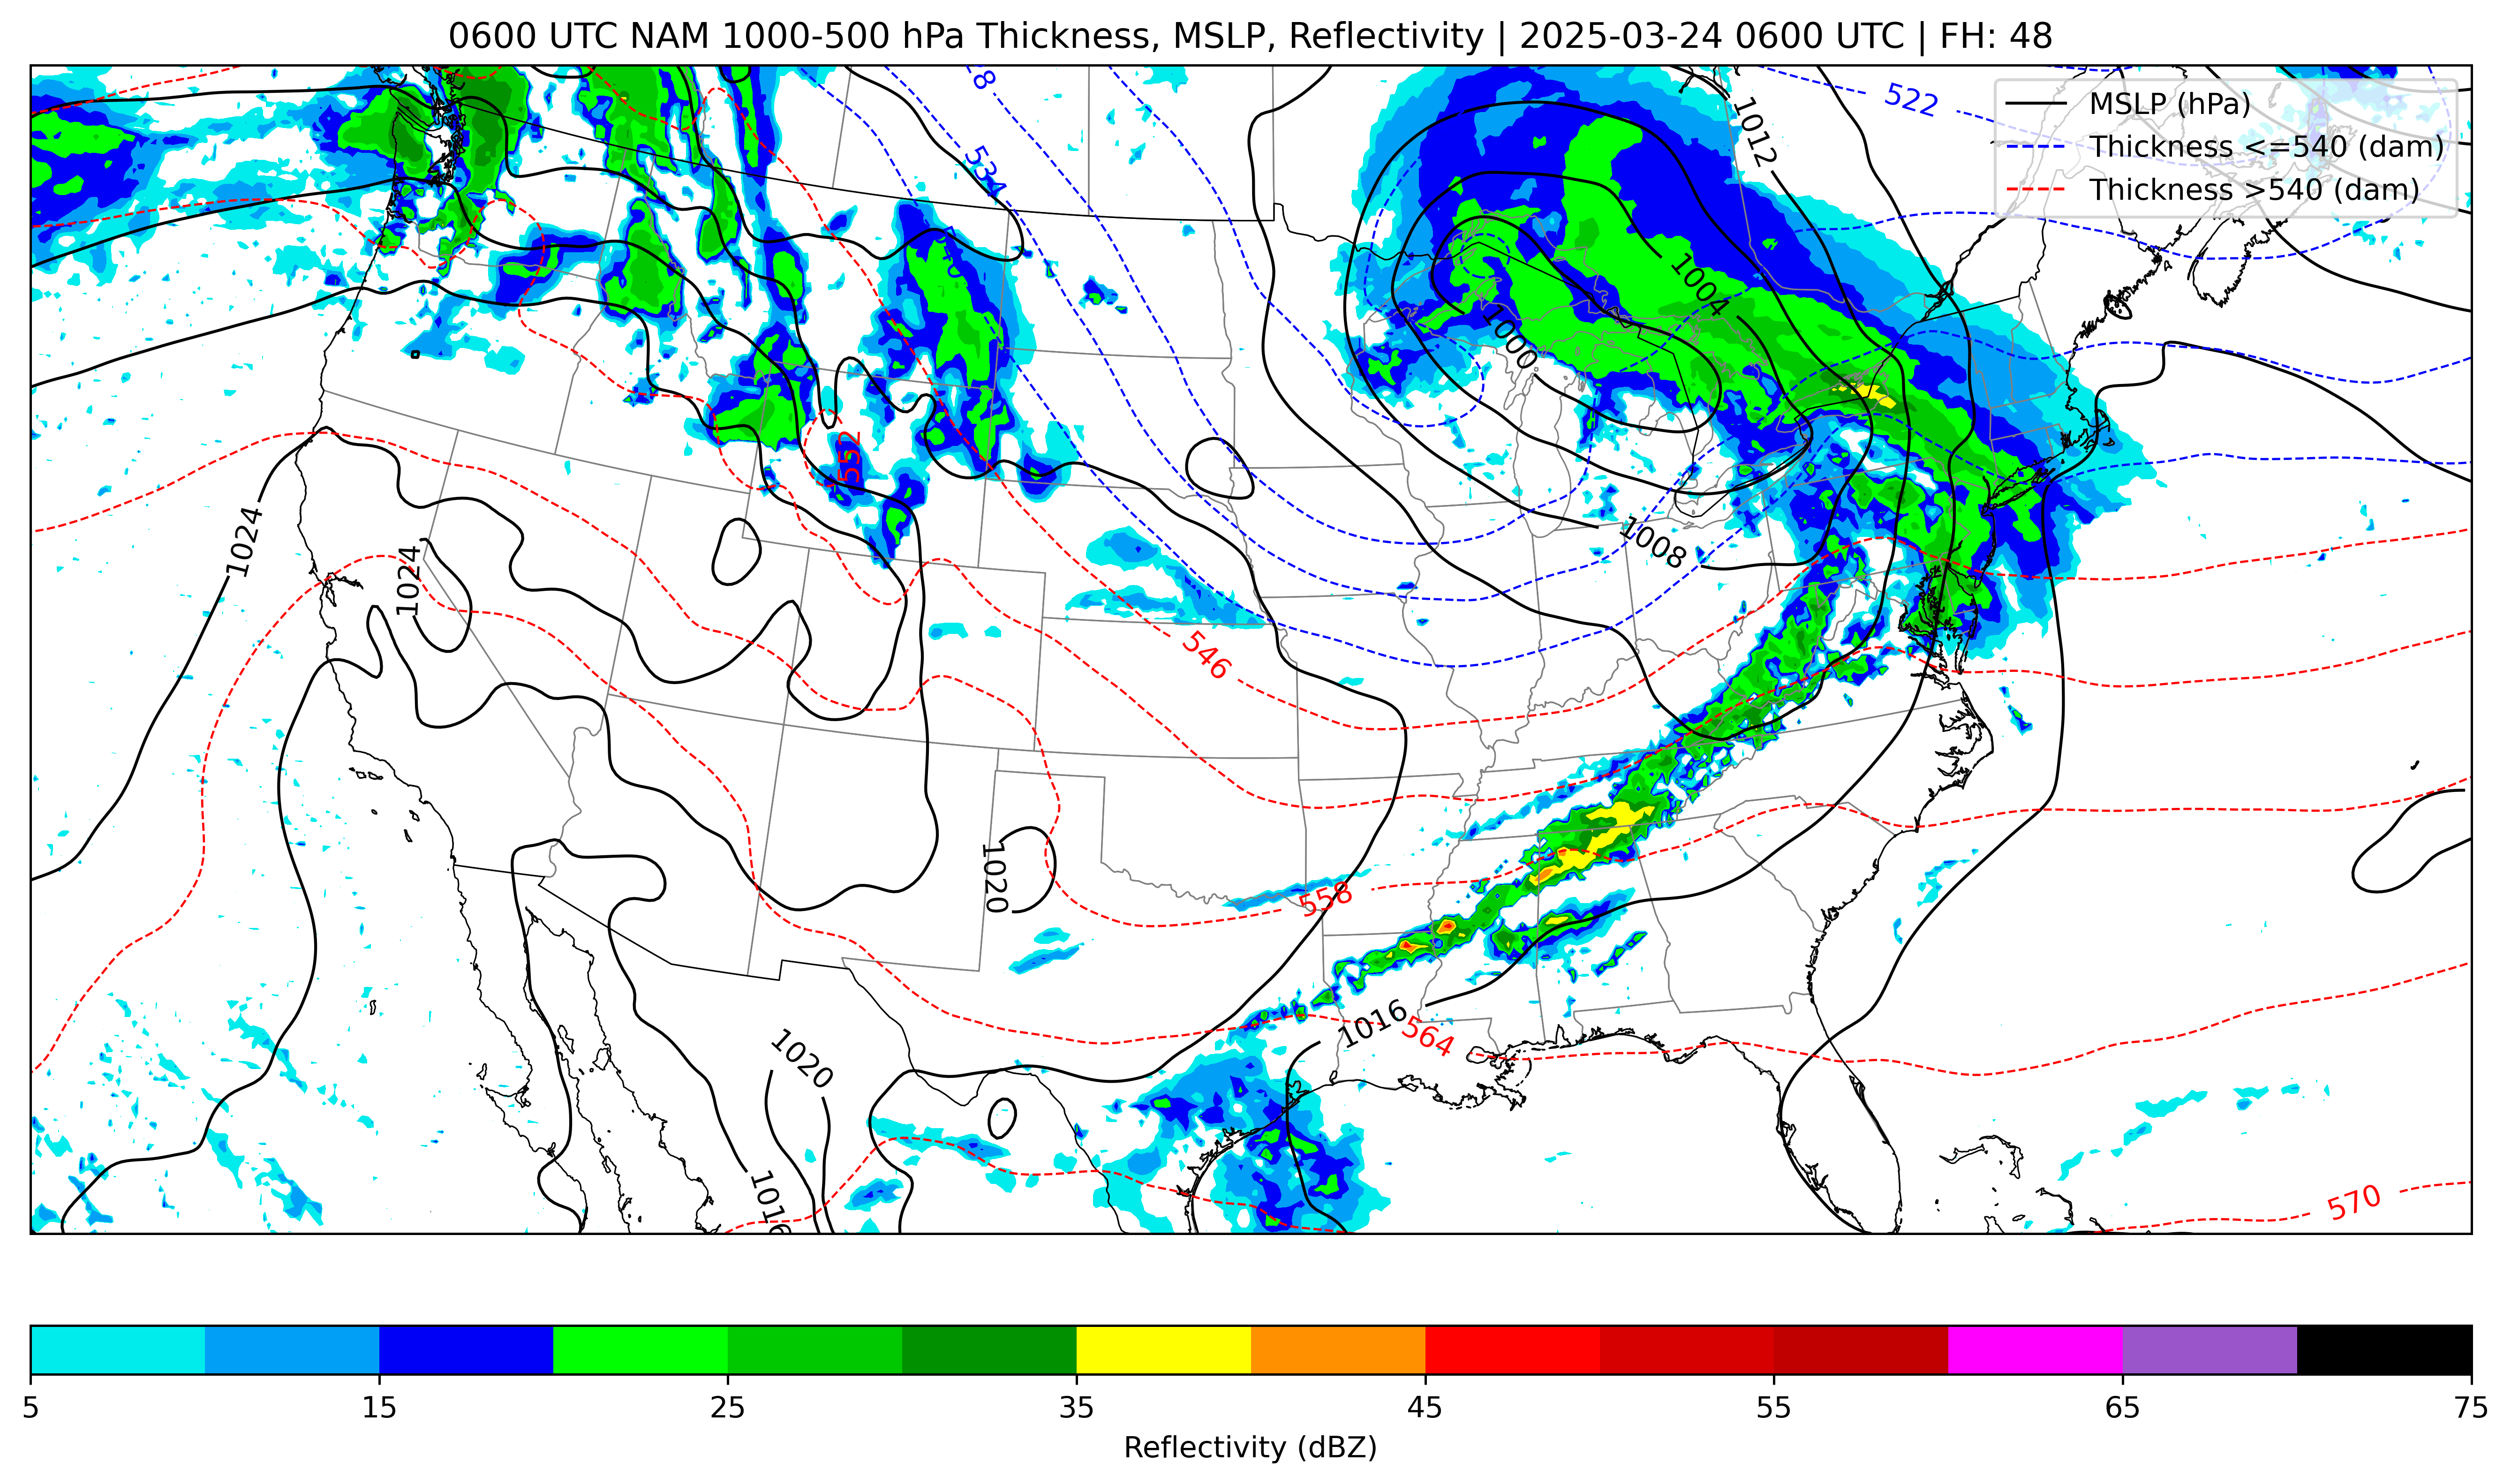 0600 UTC NAM 1000-500 hPa Thickness, MSLP, Reflectivity | 2025-03-24 0600 UTC | FH: 48
MSLP (hPa)
Thickness <=540 (dam)
Thickness >540 (dam)
522
1012
534
1004
1000
552
1024
1024
1008
546
1020
558
1016
564
1020
1016
570
5 15 25 35 45 55 65 75
Reflectivity (dBZ)